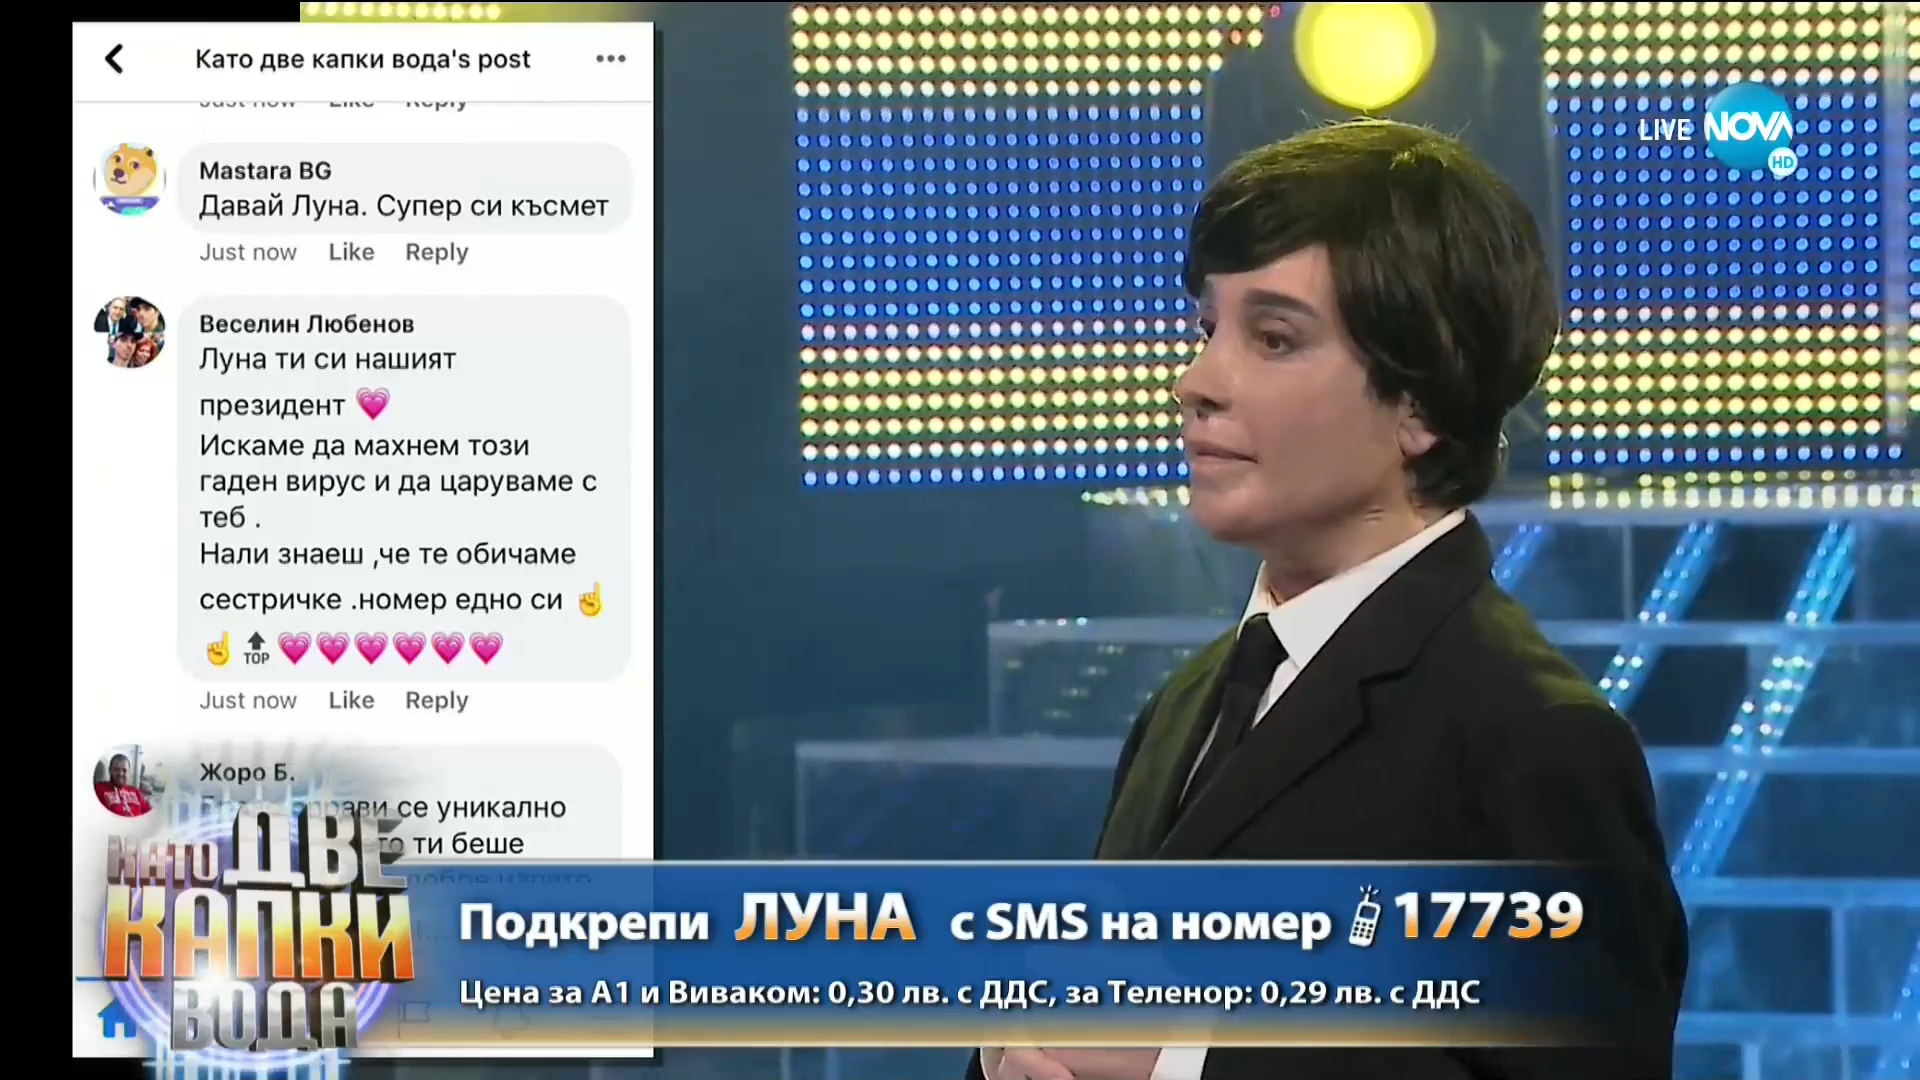 Като две капки вода's post
Just now Like Reply
Mastara BG
Давай Луна. Супер си късмет
Just now Like Reply
Веселин Любенов
Луна ти си нашият
президент 💗
Искаме да махнем този
гаден вирус и да царуваме с
теб .
Нали знаеш ,че те обичаме
сестричке .номер едно си ☝
☝ 🔝 💗💗💗💗💗💗
Just now Like Reply
Жоро Б.
се уникално
ти беше
LIVE NOVA
HD
КАТО ДВЕ
КАПКИ
ВОДА
Подкрепи ЛУНА с SMS на номер 17739
Цена за А1 и Виваком: 0,30 лв. с ДДС, за Теленор: 0,29 лв. с ДДС